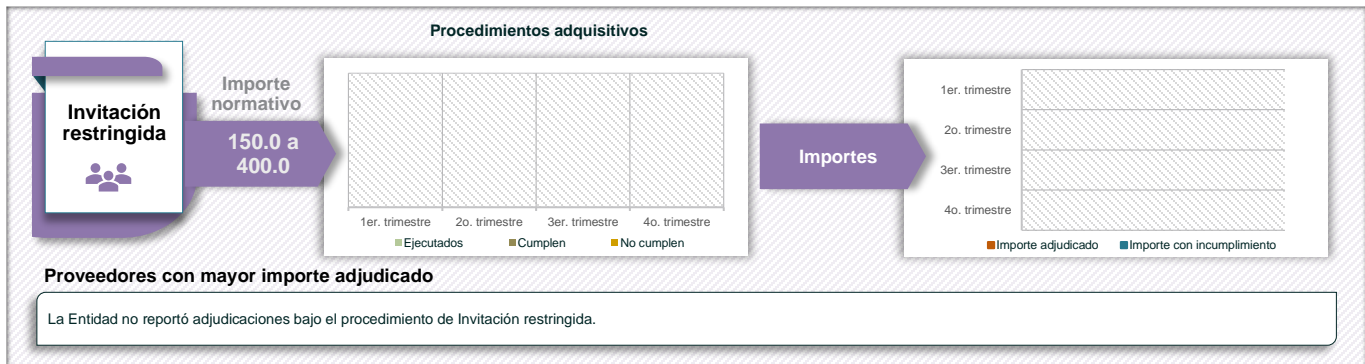 Procedimientos adquisitivos
Invitación
restringida
Importe
normativo
150.0 a
400.0
1er. trimestre 2o. trimestre 3er. trimestre 4o. trimestre
Ejecutados Cumplen No cumplen
Importes
1er. trimestre
2o. trimestre
3er. trimestre
4o. trimestre
Importe adjudicado Importe con incumplimiento
Proveedores con mayor importe adjudicado
La Entidad no reportó adjudicaciones bajo el procedimiento de Invitación restringida.